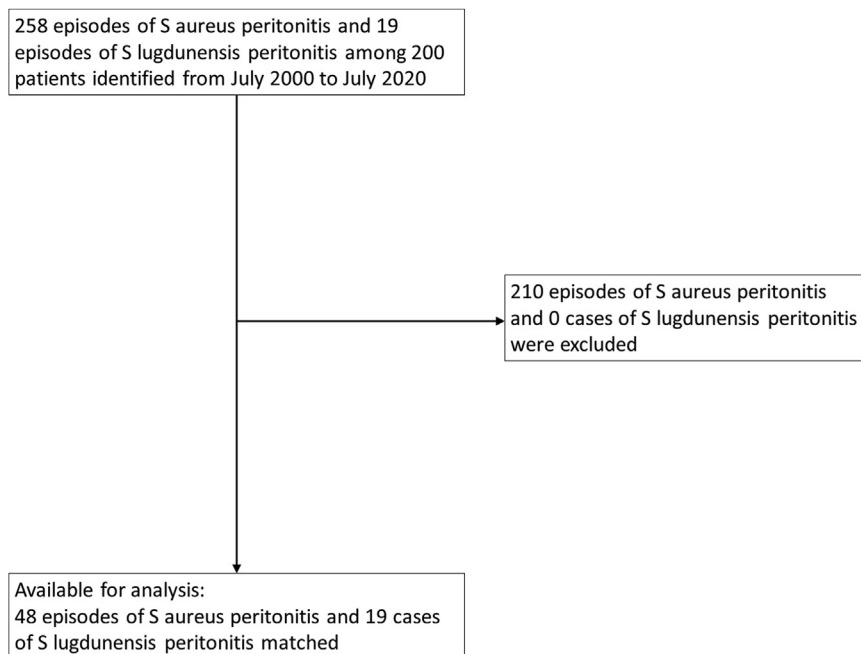 258 episodes of S aureus peritonitis and 19
episodes of S lugdunensis peritonitis among 200
patients identified from July 2000 to July 2020
210 episodes of S aureus peritonitis
and 0 cases of S lugdunensis peritonitis
were excluded
Available for analysis:
48 episodes of S aureus peritonitis and 19 cases
of S lugdunensis peritonitis matched